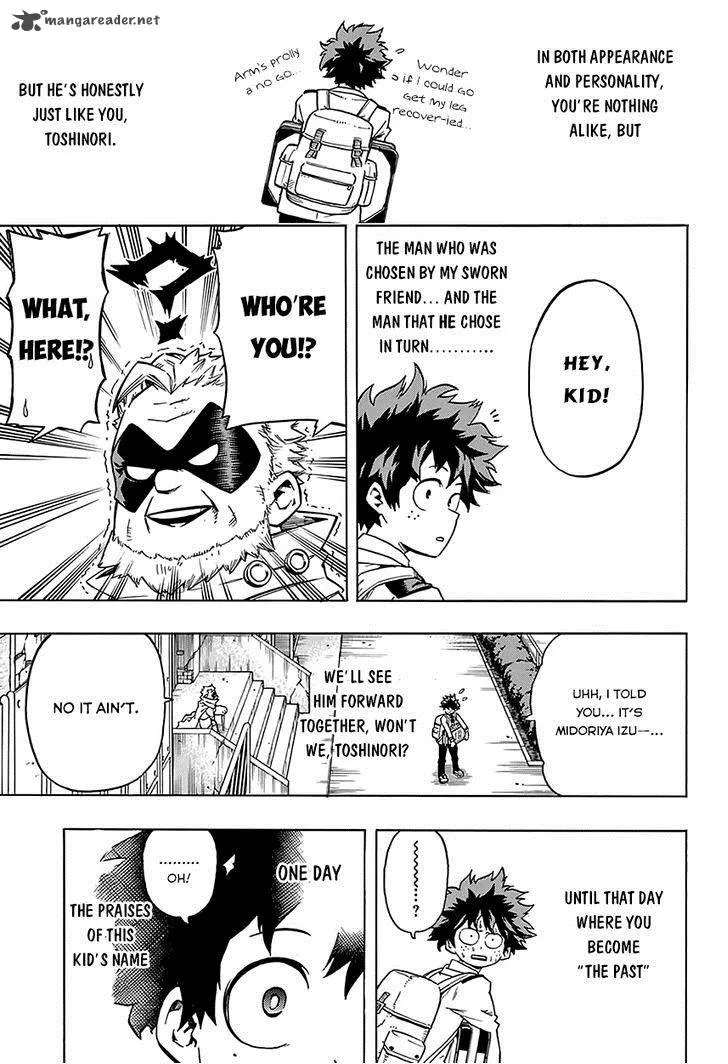 mangareader.net
IN BOTH APPEARANCE
AND PERSONALITY,
YOU'RE NOTHING
ALIKE, BUT
Wonder
if I could go
get my leg
recover-ied...
Arm's prolly
a no go...
BUT HE'S HONESTLY
JUST LIKE YOU,
TOSHINORI.
HEY,
KID!
THE MAN WHO WAS
CHOSEN BY MY SWORN
FRIEND... AND THE
MAN THAT HE CHOSE
IN TURN...........
WHO'RE
YOU!?
WHAT,
HERE!?
UHH, I TOLD
YOU... IT'S
MIDORIYA IZU--...
WE'LL SEE
HIM FORWARD
TOGETHER, WON'T
WE, TOSHINORI?
NO IT AIN'T.
UNTIL THAT DAY
WHERE YOU
BECOME
"THE PAST"
?
ONE DAY
.........
OH!
THE PRAISES
OF THIS
KID'S NAME